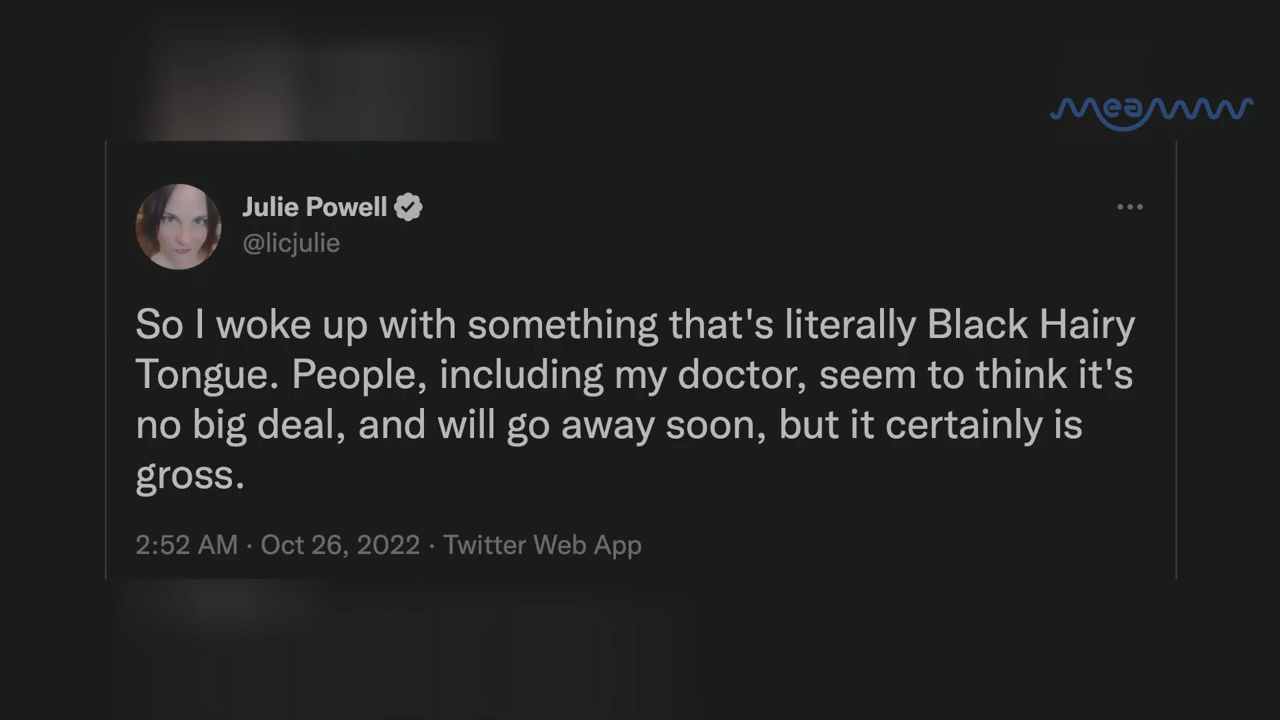 meaWW
Julie Powell
@licjulie
So I woke up with something that's literally Black Hairy
Tongue. People, including my doctor, seem to think it's
no big deal, and will go away soon, but it certainly is
gross.
2:52 AM · Oct 26, 2022 · Twitter Web App